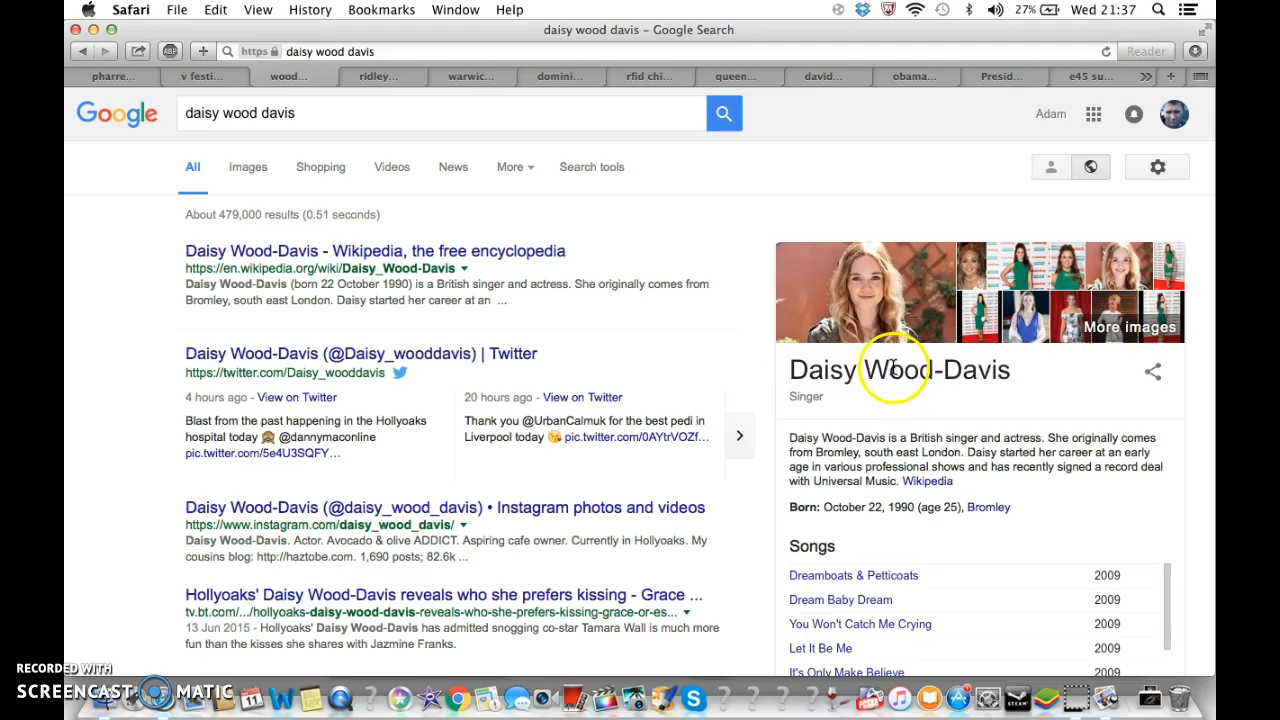 Safari File Edit View History Bookmarks Window Help 27% Wed 21:37
daisy wood davis - Google Search
ABP https daisy wood davis Reader
pharre... v festi... wood... ridley... warwic... domini... rfid chi... queen... david... obama... Presid... e45 su...
Google daisy wood davis Adam
All Images Shopping Videos News More Search tools
About 479,000 results (0.51 seconds)
Daisy Wood-Davis - Wikipedia, the free encyclopedia
https://en.wikipedia.org/wiki/Daisy_Wood-Davis
Daisy Wood-Davis (born 22 October 1990) is a British singer and actress. She originally comes from
Bromley, south east London. Daisy started her career at an ...
Daisy Wood-Davis (@Daisy_wooddavis) | Twitter
https://twitter.com/Daisy_wooddavis
4 hours ago - View on Twitter
Blast from the past happening in the Hollyoaks
hospital today 🙈 @dannymaconline
pic.twitter.com/5e4U3SQFY...
20 hours ago - View on Twitter
Thank you @UrbanCalmuk for the best pedi in
Liverpool today 😘 pic.twitter.com/0AYtrVOZf...
Daisy Wood-Davis (@daisy_wood_davis) • Instagram photos and videos
https://www.instagram.com/daisy_wood_davis/
Daisy Wood-Davis. Actor. Avocado & olive ADDICT. Aspiring cafe owner. Currently in Hollyoaks. My
cousins blog: http://haztobe.com. 1,690 posts; 82.6k ...
Hollyoaks' Daisy Wood-Davis reveals who she prefers kissing - Grace ...
tv.bt.com/.../hollyoaks-daisy-wood-davis-reveals-who-she-prefers-kissing-grace-or-es...
13 Jun 2015 - Hollyoaks' Daisy Wood-Davis has admitted snogging co-star Tamara Wall is much more
fun than the kisses she shares with Jazmine Franks.
More images
Daisy Wood-Davis
Singer
Daisy Wood-Davis is a British singer and actress. She originally comes
from Bromley, south east London. Daisy started her career at an early
age in various professional shows and has recently signed a record deal
with Universal Music. Wikipedia
Born: October 22, 1990 (age 25), Bromley
Songs
Dreamboats & Petticoats 2009
Dream Baby Dream 2009
You Won't Catch Me Crying 2009
Let It Be Me 2009
It's Only Make Believe 2009
RECORDED WITH
SCREENCAST MATIC
STEAM